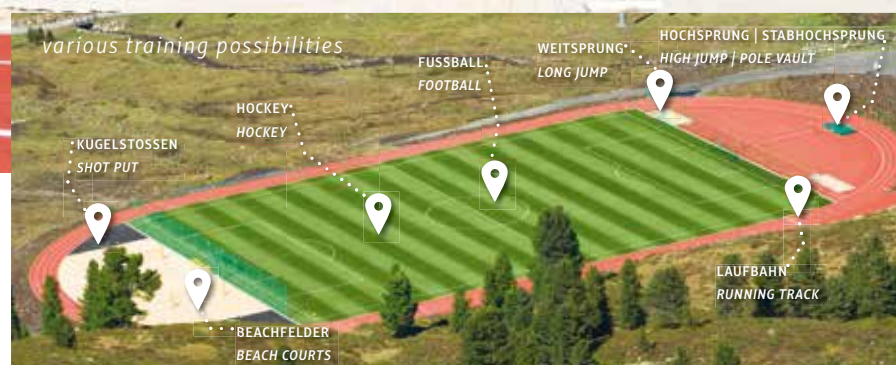 various training possibilities
HOCHSPRUNG | STABHOCHSPRUNG
HIGH JUMP | POLE VAULT
WEITSPRUNG
LONG JUMP
FUSSBALL
FOOTBALL
HOCKEY
HOCKEY
KUGELSTOSSEN
SHOT PUT
LAUFBAHN
RUNNING TRACK
BEACHFELDER
BEACH COURTS